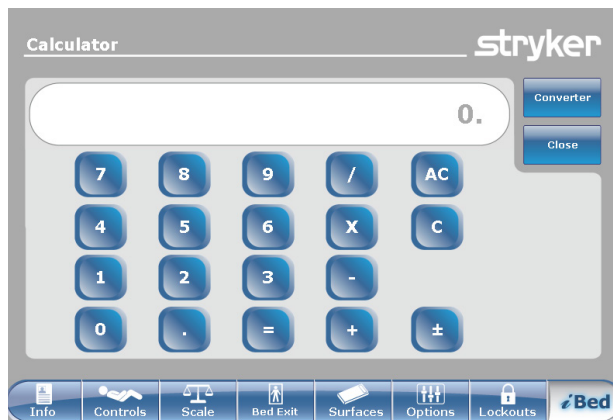 Calculator
stryker
0.
Converter
Close
7 8 9 / AC
4 5 6 X C
1 2 3 -
0 . = + ±
Info Controls Scale Bed Exit Surfaces Options Lockouts iBed